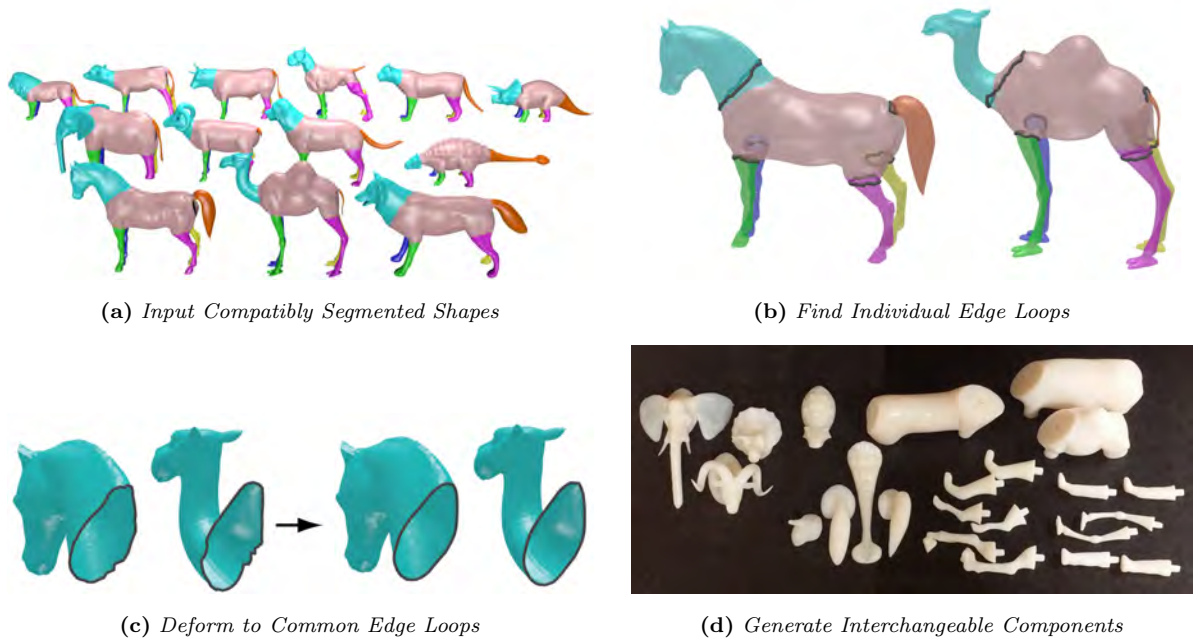 (a) Input Compatibly Segmented Shapes
(b) Find Individual Edge Loops
(c) Deform to Common Edge Loops
(d) Generate Interchangeable Components